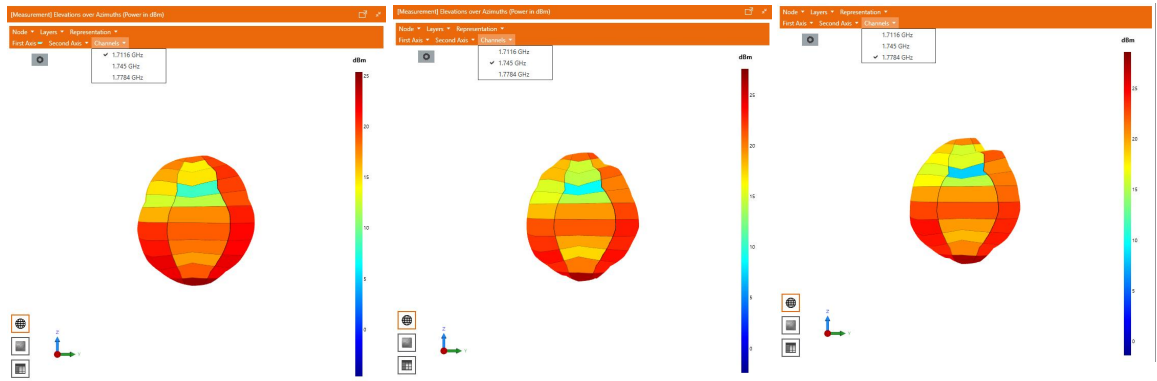 [Measurement] Elevations over Azimuths (Power in dBm)
Node Layers Representation
First Axis Second Axis Channels
1.7116 GHz
1.745 GHz
1.7784 GHz
dBm
25
20
15
10
5
0
Z
Y
[Measurement] Elevations over Azimuths (Power in dBm)
Node Layers Representation
First Axis Second Axis Channels
1.7116 GHz
1.745 GHz
1.7784 GHz
dBm
25
20
15
10
5
0
Z
Y
[Measurement] Elevations over Azimuths (Power in dBm)
Node Layers Representation
First Axis Second Axis Channels
1.7116 GHz
1.745 GHz
1.7784 GHz
dBm
25
20
15
10
5
0
Z
Y